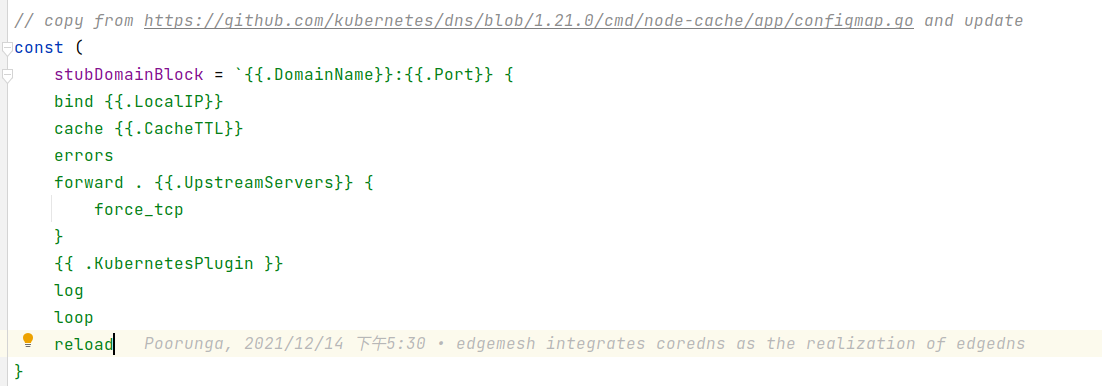 // copy from https://github.com/kubernetes/dns/blob/1.21.0/cmd/node-cache/app/configmap.go and update
const (
    stubDomainBlock = `{{.DomainName}}:{{.Port}} {
    bind {{.LocalIP}}
    cache {{.CacheTTL}}
    errors
    forward . {{.UpstreamServers}} {
        force_tcp
    }
    {{ .KubernetesPlugin }}
    log
    loop
    reload   Poorunga, 2021/12/14 下午5:30 • edgemesh integrates coredns as the realization of edgedns
}